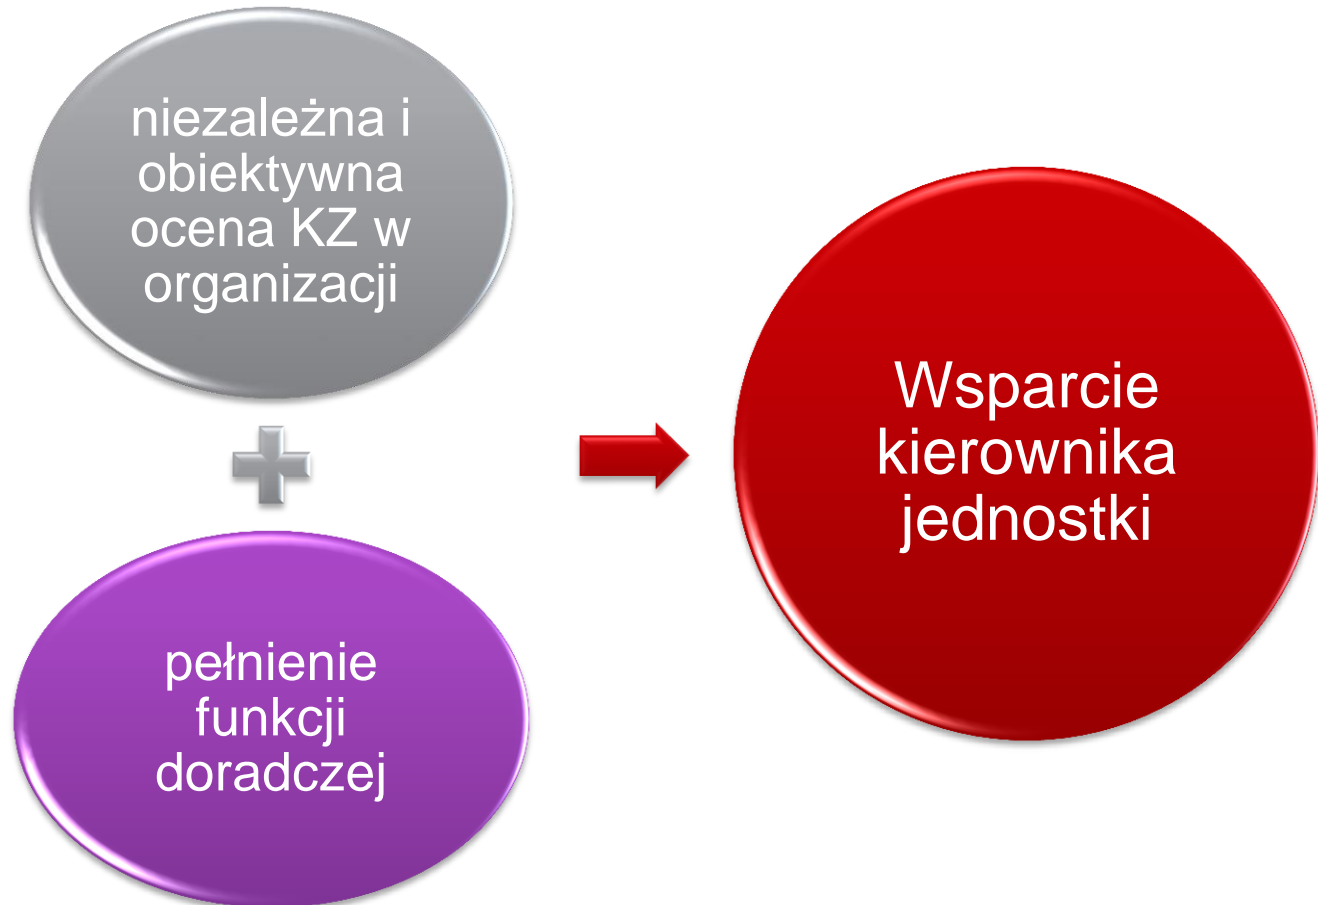 niezależna i
obiektywna
ocena KZ w
organizacji
pełnienie
funkcji
doradczej
Wsparcie
kierownika
jednostki